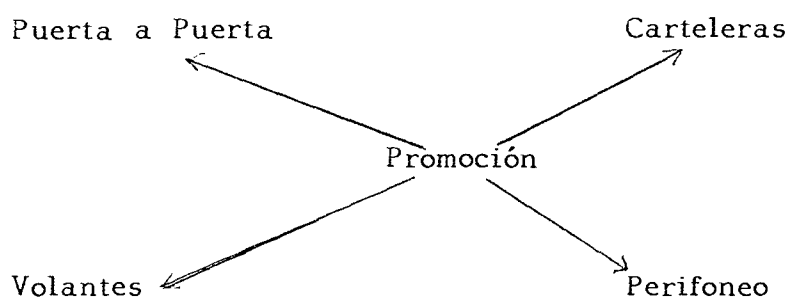 Puerta a Puerta
Carteleras
Promoción
Volantes
Perifoneo